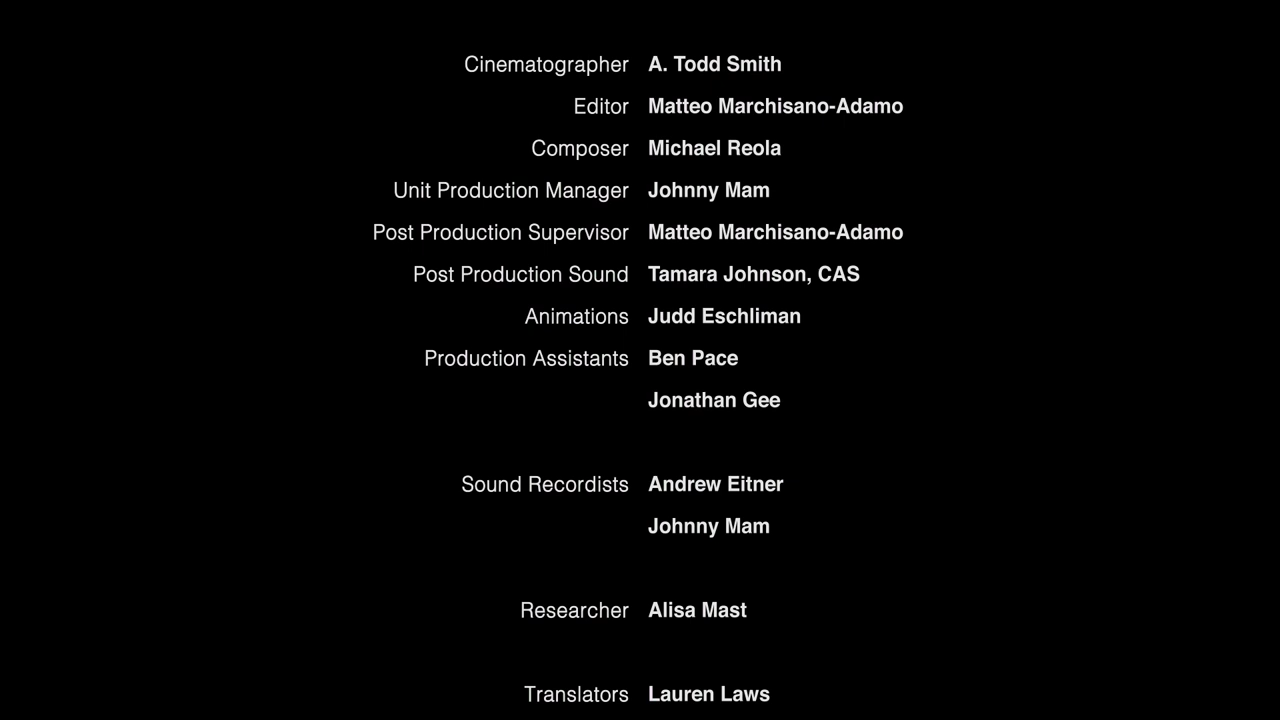 Cinematographer A. Todd Smith
Editor Matteo Marchisano-Adamo
Composer Michael Reola
Unit Production Manager Johnny Mam
Post Production Supervisor Matteo Marchisano-Adamo
Post Production Sound Tamara Johnson, CAS
Animations Judd Eschliman
Production Assistants Ben Pace
Jonathan Gee
Sound Recordists Andrew Eitner
Johnny Mam
Researcher Alisa Mast
Translators Lauren Laws